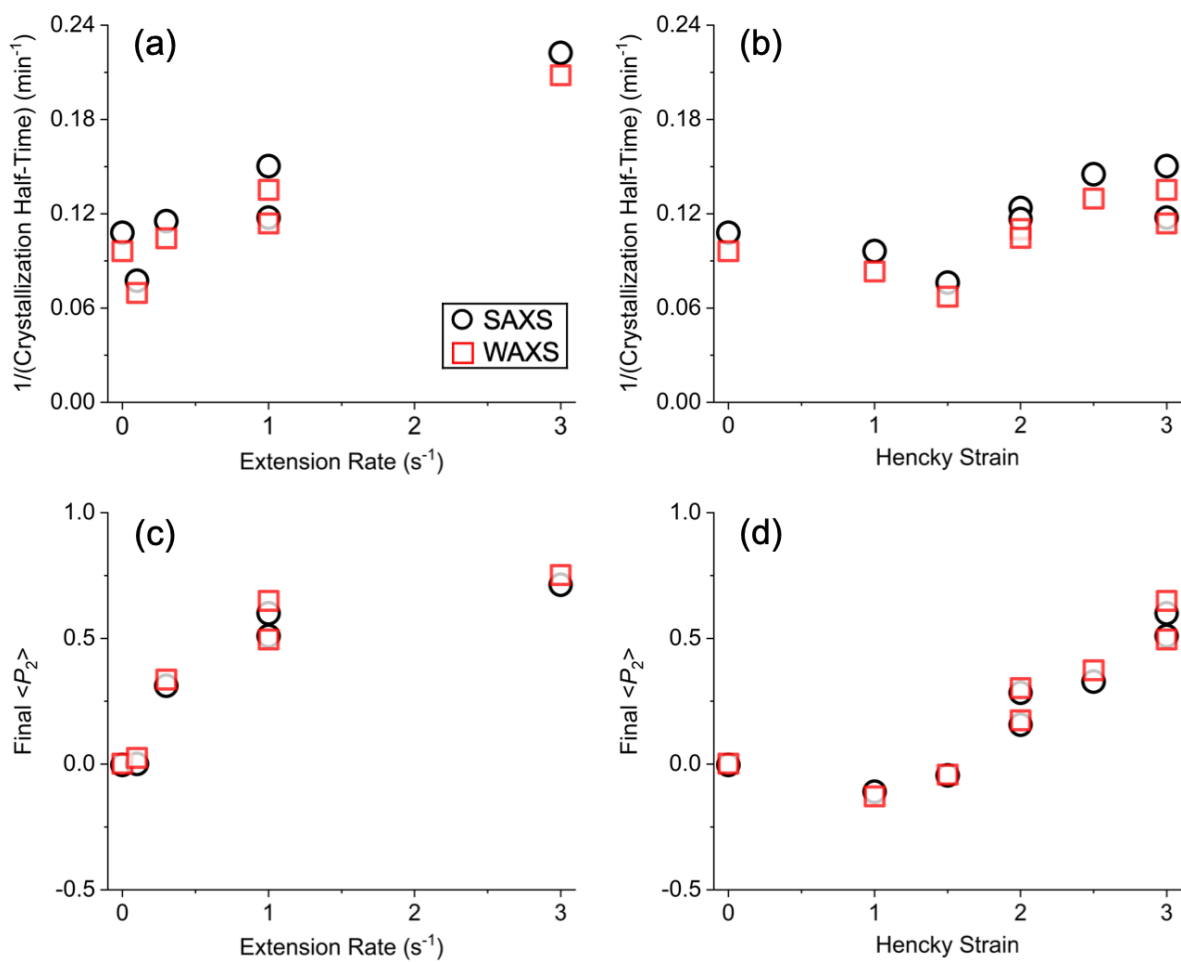 (a)
1/(Crystallization Half-Time) (min⁻¹)
0.24
0.18
0.12
0.06
0.00
0
1
2
3
Extension Rate (s⁻¹)
SAXS
WAXS
(b)
1/(Crystallization Half-Time) (min⁻¹)
0.24
0.18
0.12
0.06
0.00
0
1
2
3
Hencky Strain
(c)
Final <P₂>
1.0
0.5
0.0
-0.5
0
1
2
3
Extension Rate (s⁻¹)
(d)
Final <P₂>
1.0
0.5
0.0
-0.5
0
1
2
3
Hencky Strain